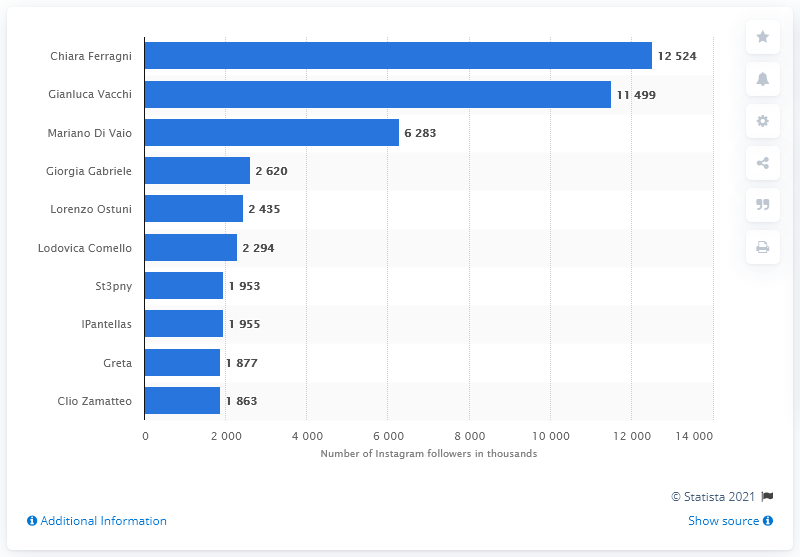 Chiara Ferragni 12 524
Gianluca Vacchi 11 499
Mariano Di Vaio 6 283
Giorgia Gabriele 2 620
Lorenzo Ostuni 2 435
Lodovica Comello 2 294
St3pny 1 953
IPantellas 1 955
Greta 1 877
Clio Zamatteo 1 863
0 2 000 4 000 6 000 8 000 10 000 12 000 14 000
Number of Instagram followers in thousands
© Statista 2021
Additional Information Show source